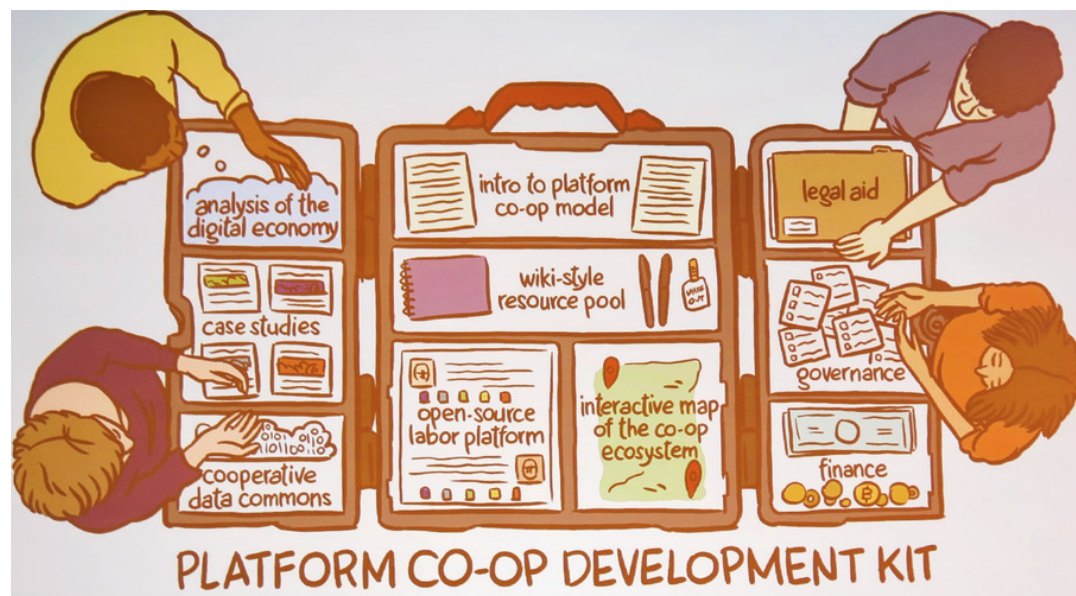 analysis of the
digital economy
case studies
cooperative
data commons
intro to platform
co-op model
wiki-style
resource pool
WITE
OUT
open-source
labor platform
interactive map
of the co-op
ecosystem
legal aid
governance
finance
PLATFORM CO-OP DEVELOPMENT KIT